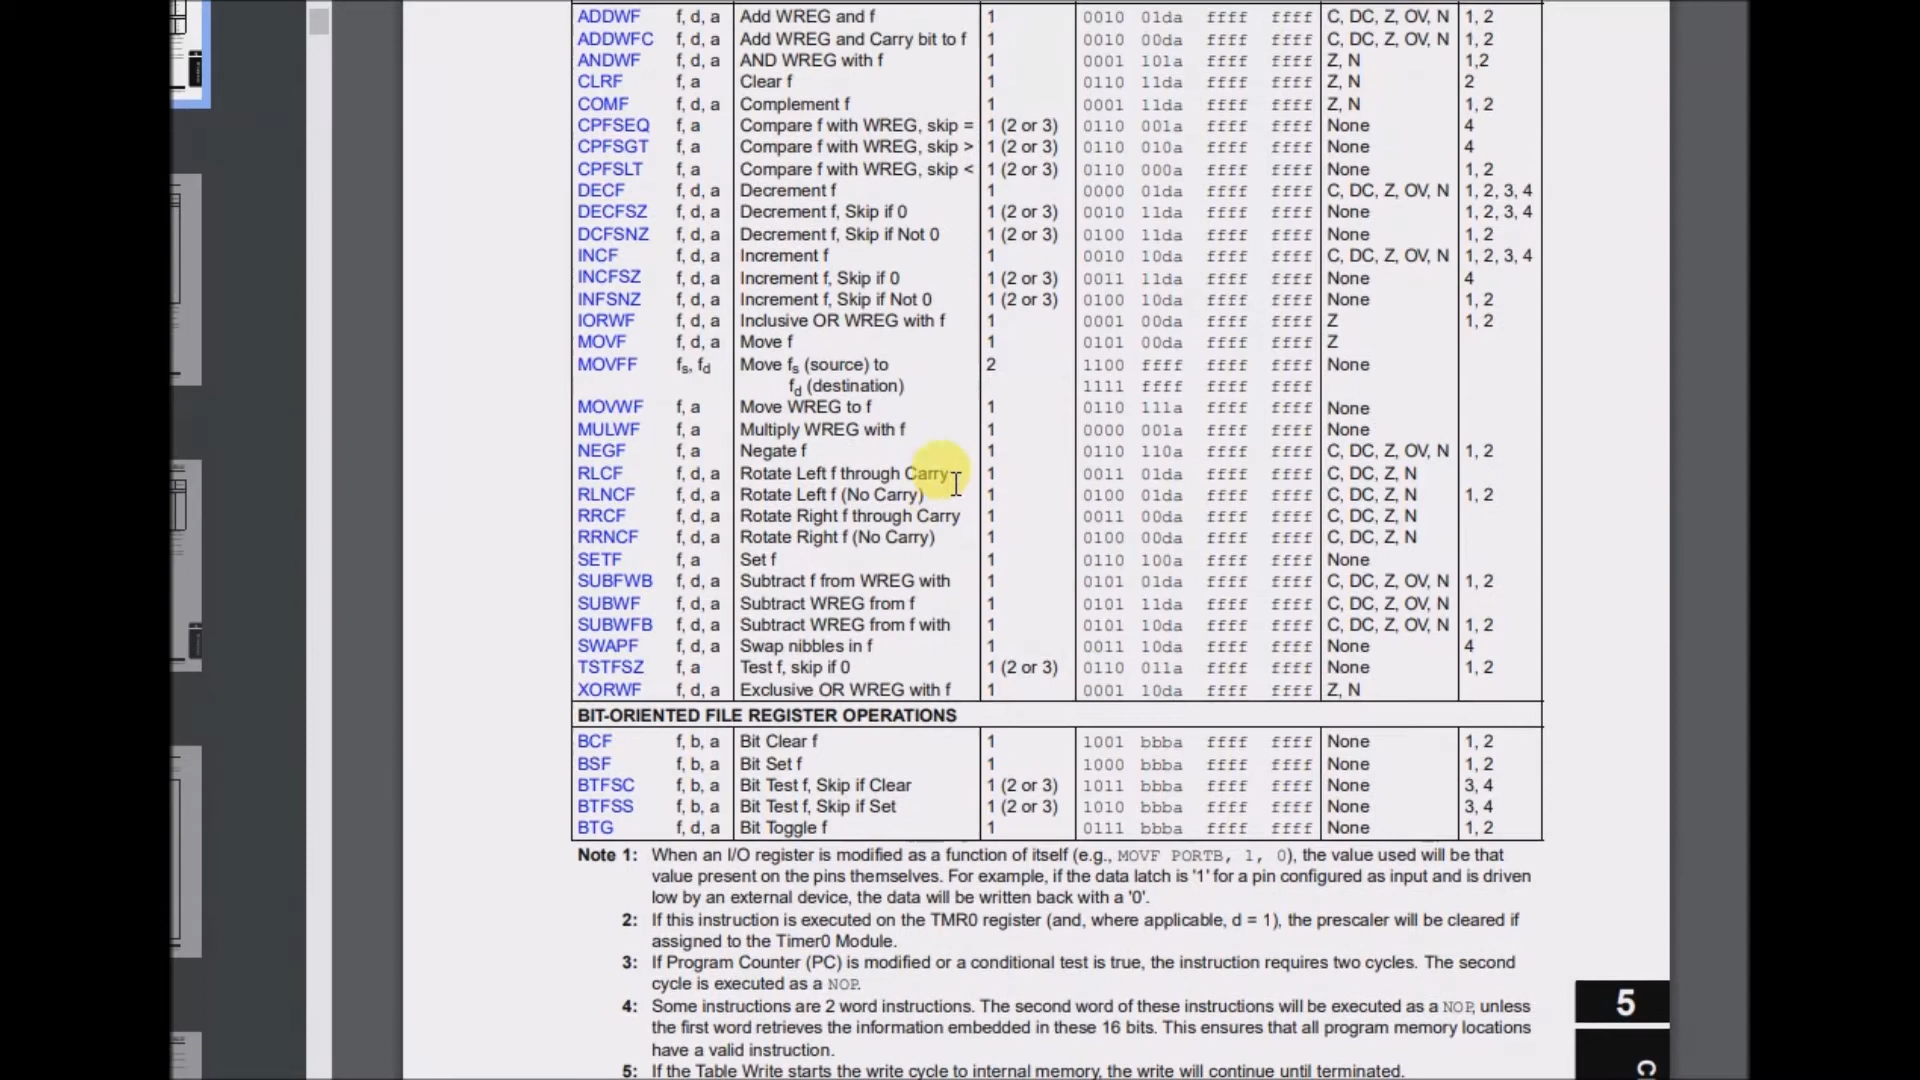 ADDWF f, d, a Add WREG and f 1 0010 01da ffff ffff C, DC, Z, OV, N 1, 2
ADDWFC f, d, a Add WREG and Carry bit to f 1 0010 00da ffff ffff C, DC, Z, OV, N 1, 2
ANDWF f, d, a AND WREG with f 1 0001 101a ffff ffff Z, N 1,2
CLRF f, a Clear f 1 0110 11da ffff ffff Z, N 2
COMF f, d, a Complement f 1 0001 11da ffff ffff Z, N 1, 2
CPFSEQ f, a Compare f with WREG, skip = 1 (2 or 3) 0110 001a ffff ffff None 4
CPFSGT f, a Compare f with WREG, skip > 1 (2 or 3) 0110 010a ffff ffff None 4
CPFSLT f, a Compare f with WREG, skip < 1 (2 or 3) 0110 000a ffff ffff None 1, 2
DECF f, d, a Decrement f 1 0000 01da ffff ffff C, DC, Z, OV, N 1, 2, 3, 4
DECFSZ f, d, a Decrement f, Skip if 0 1 (2 or 3) 0010 11da ffff ffff None 1, 2, 3, 4
DCFSNZ f, d, a Decrement f, Skip if Not 0 1 (2 or 3) 0100 11da ffff ffff None 1, 2
INCF f, d, a Increment f 1 0010 10da ffff ffff C, DC, Z, OV, N 1, 2, 3, 4
INCFSZ f, d, a Increment f, Skip if 0 1 (2 or 3) 0011 11da ffff ffff None 4
INFSNZ f, d, a Increment f, Skip if Not 0 1 (2 or 3) 0100 10da ffff ffff None 1, 2
IORWF f, d, a Inclusive OR WREG with f 1 0001 00da ffff ffff Z 1, 2
MOVF f, d, a Move f 1 0101 00da ffff ffff Z
MOVFF fs, fd Move fs (source) to 2 1100 ffff ffff ffff None
fd (destination) 1111 ffff ffff ffff
MOVWF f, a Move WREG to f 1 0110 111a ffff ffff None
MULWF f, a Multiply WREG with f 1 0000 001a ffff ffff None
NEGF f, a Negate f 1 0110 110a ffff ffff C, DC, Z, OV, N 1, 2
RLCF f, d, a Rotate Left f through Carry 1 0011 01da ffff ffff C, DC, Z, N
RLNCF f, d, a Rotate Left f (No Carry) 1 0100 01da ffff ffff C, DC, Z, N 1, 2
RRCF f, d, a Rotate Right f through Carry 1 0011 00da ffff ffff C, DC, Z, N
RRNCF f, d, a Rotate Right f (No Carry) 1 0100 00da ffff ffff C, DC, Z, N
SETF f, a Set f 1 0110 100a ffff ffff None
SUBFWB f, d, a Subtract f from WREG with 1 0101 01da ffff ffff C, DC, Z, OV, N 1, 2
SUBWF f, d, a Subtract WREG from f 1 0101 11da ffff ffff C, DC, Z, OV, N
SUBWFB f, d, a Subtract WREG from f with 1 0101 10da ffff ffff C, DC, Z, OV, N 1, 2
SWAPF f, d, a Swap nibbles in f 1 0011 10da ffff ffff None 4
TSTFSZ f, a Test f, skip if 0 1 (2 or 3) 0110 011a ffff ffff None 1, 2
XORWF f, d, a Exclusive OR WREG with f 1 0001 10da ffff ffff Z, N
BIT-ORIENTED FILE REGISTER OPERATIONS
BCF f, b, a Bit Clear f 1 1001 bbba ffff ffff None 1, 2
BSF f, b, a Bit Set f 1 1000 bbba ffff ffff None 1, 2
BTFSC f, b, a Bit Test f, Skip if Clear 1 (2 or 3) 1011 bbba ffff ffff None 3, 4
BTFSS f, b, a Bit Test f, Skip if Set 1 (2 or 3) 1010 bbba ffff ffff None 3, 4
BTG f, d, a Bit Toggle f 1 0111 bbba ffff ffff None 1, 2
Note 1: When an I/O register is modified as a function of itself (e.g., MOVF PORTB, 1, 0), the value used will be that
value present on the pins themselves. For example, if the data latch is '1' for a pin configured as input and is driven
low by an external device, the data will be written back with a '0'.
2: If this instruction is executed on the TMR0 register (and, where applicable, d = 1), the prescaler will be cleared if
assigned to the Timer0 Module.
3: If Program Counter (PC) is modified or a conditional test is true, the instruction requires two cycles. The second
cycle is executed as a NOP.
4: Some instructions are 2 word instructions. The second word of these instructions will be executed as a NOP, unless
the first word retrieves the information embedded in these 16 bits. This ensures that all program memory locations
have a valid instruction.
5: If the Table Write starts the write cycle to internal memory, the write will continue until terminated.
5
C